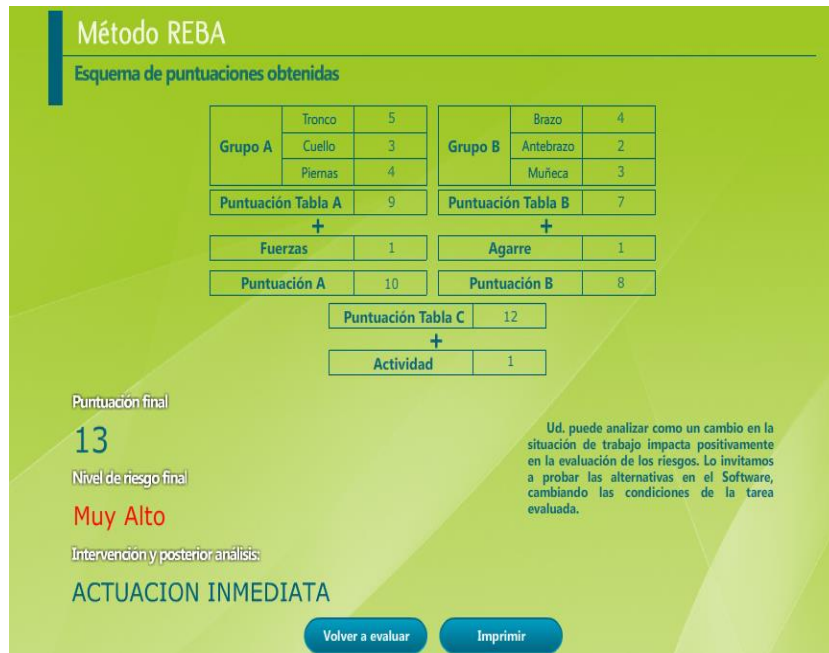 Método REBA
Esquema de puntuaciones obtenidas
Grupo A
Tronco 5
Cuello 3
Piernas 4
Grupo B
Brazo 4
Antebrazo 2
Muñeca 3
Puntuación Tabla A 9
Puntuación Tabla B 7
+
+
Fuerzas 1
Agarre 1
Puntuación A 10
Puntuación B 8
Puntuación Tabla C 12
+
Actividad 1
Puntuación final
13
Nivel de riesgo final
Muy Alto
Intervención y posterior análisis:
ACTUACION INMEDIATA
Ud. puede analizar como un cambio en la
situación de trabajo impacta positivamente
en la evaluación de los riesgos. Lo invitamos
a probar las alternativas en el Software,
cambiando las condiciones de la tarea
evaluada.
Volver a evaluar
Imprimir